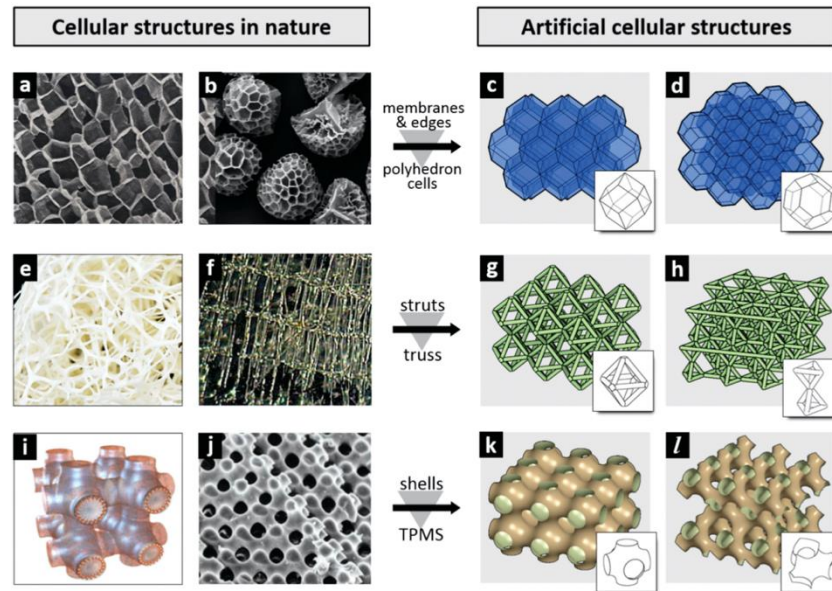 Cellular structures in nature
Artificial cellular structures
a
b
membranes
& edges
polyhedron
cells
c
d
e
f
struts
truss
g
h
i
j
shells
TPMS
k
l